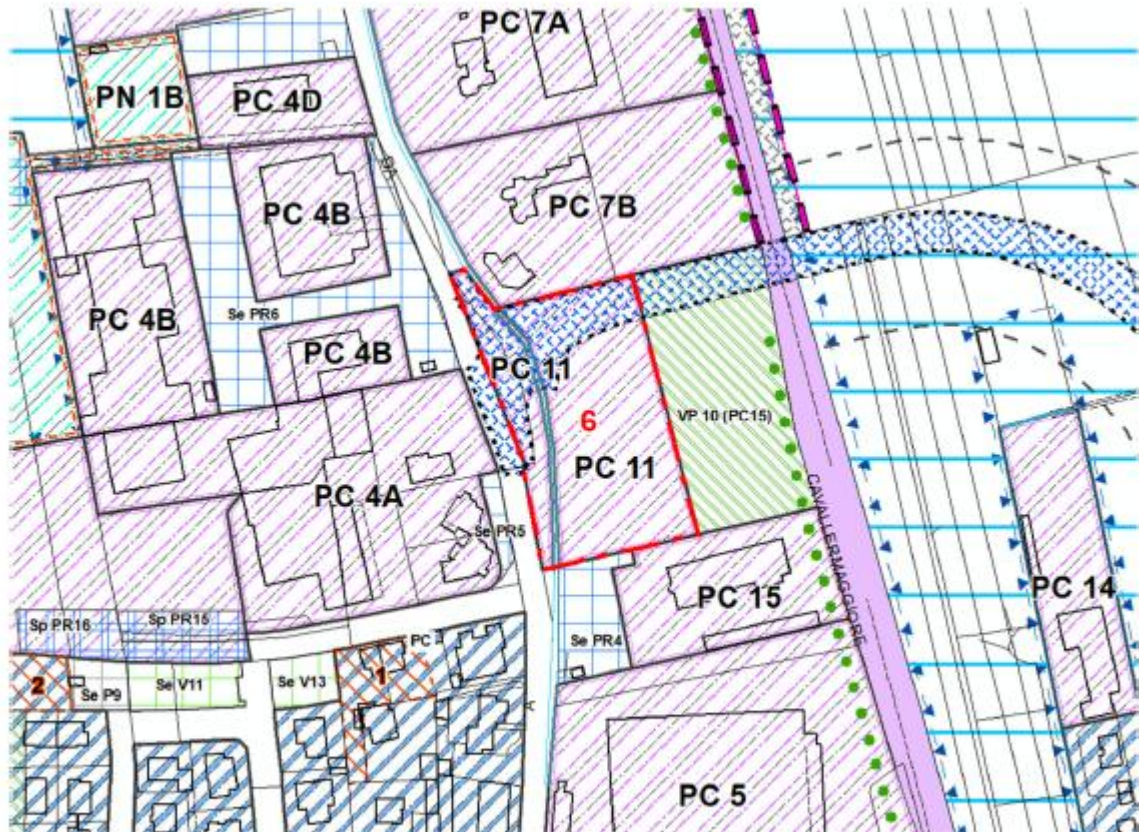 PC 7A
PN 1B
PC 4D
PC 4B
PC 7B
PC 4B
Se PR6
PC 4B
PC 11
6
VP 10 (PC15)
PC 11
PC 4A
Se PR5
CAVALLERMAGGIORE
PC 15
PC 14
Sp PR16
Sp PR15
Se PR4
PC
2
Se P9
Se V11
Se V13
1
PC 5